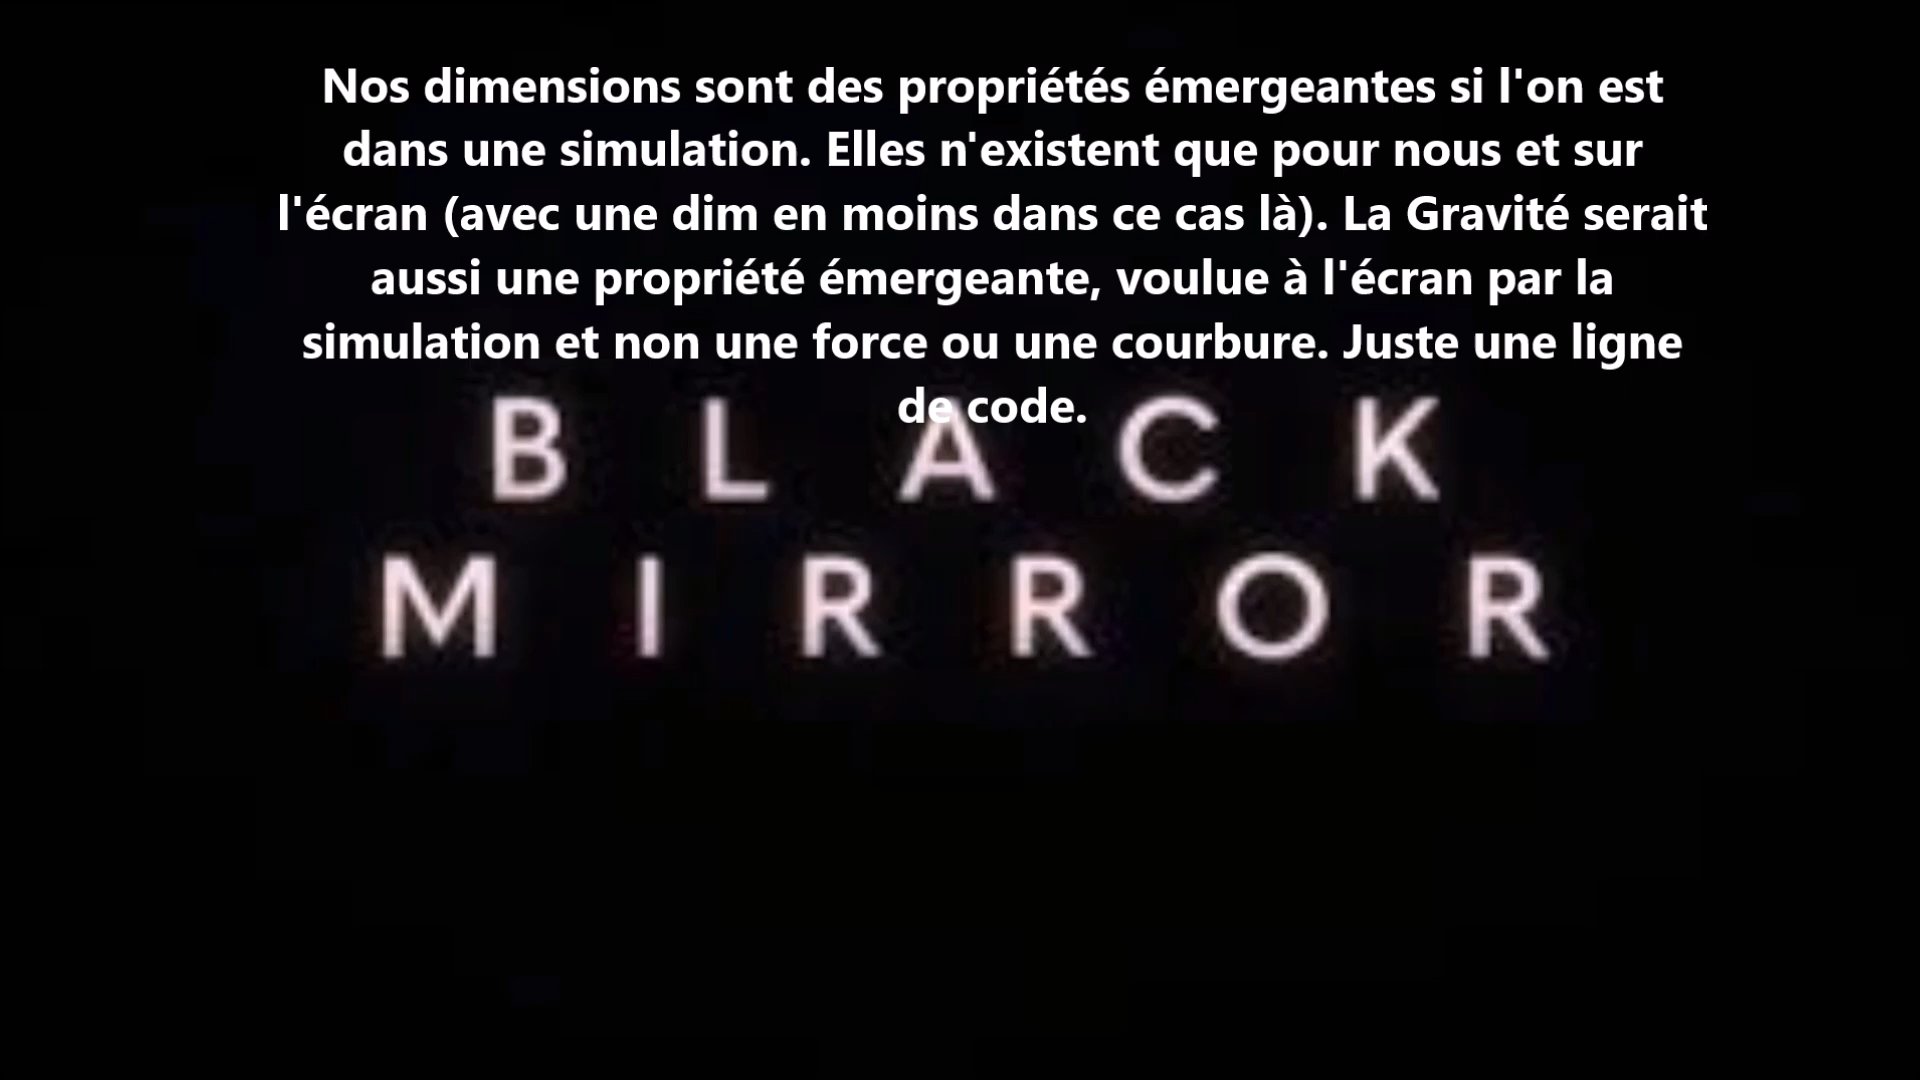 Nos dimensions sont des propriétés émergeantes si l'on est
dans une simulation. Elles n'existent que pour nous et sur
l'écran (avec une dim en moins dans ce cas là). La Gravité serait
aussi une propriété émergeante, voulue à l'écran par la
simulation et non une force ou une courbure. Juste une ligne
de code.
BLACK
MIRROR